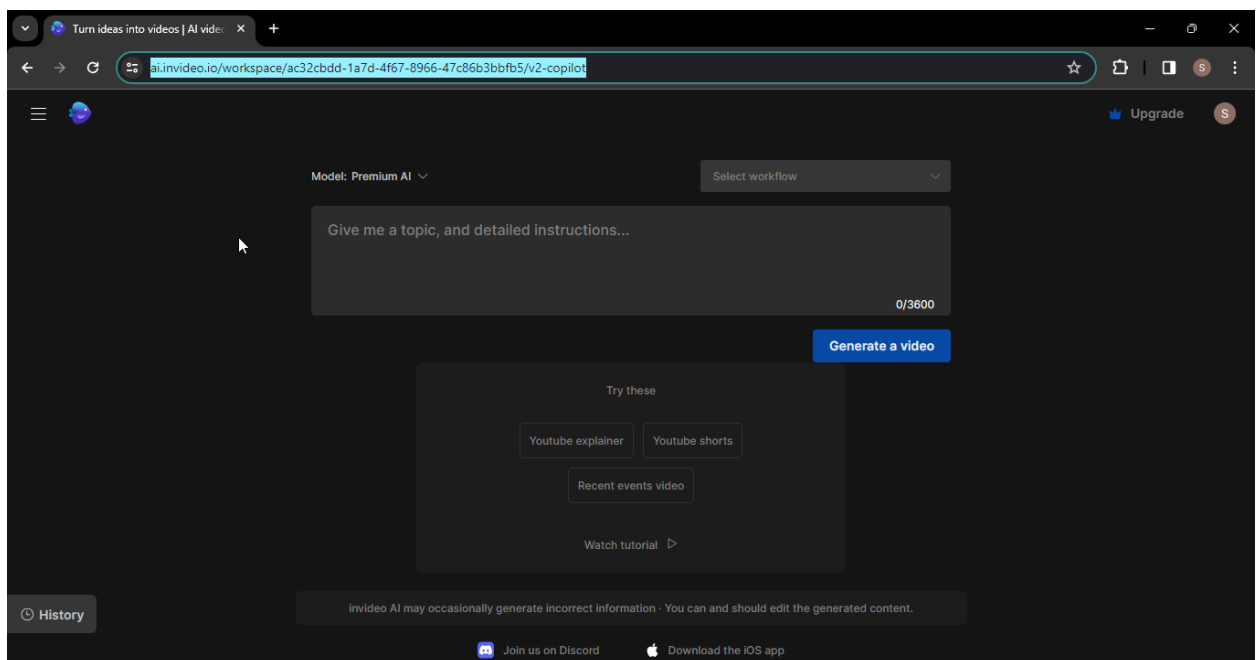 Turn ideas into videos | AI videc
ai.invideo.io/workspace/ac32cbdd-1a7d-4f67-8966-47c86b3bbfb5/v2-copilot
S
Upgrade
S
Model: Premium AI
Select workflow
Give me a topic, and detailed instructions...
0/3600
Generate a video
Try these
Youtube explainer
Youtube shorts
Recent events video
Watch tutorial
History
invideo AI may occasionally generate incorrect information · You can and should edit the generated content.
Join us on Discord
Download the iOS app